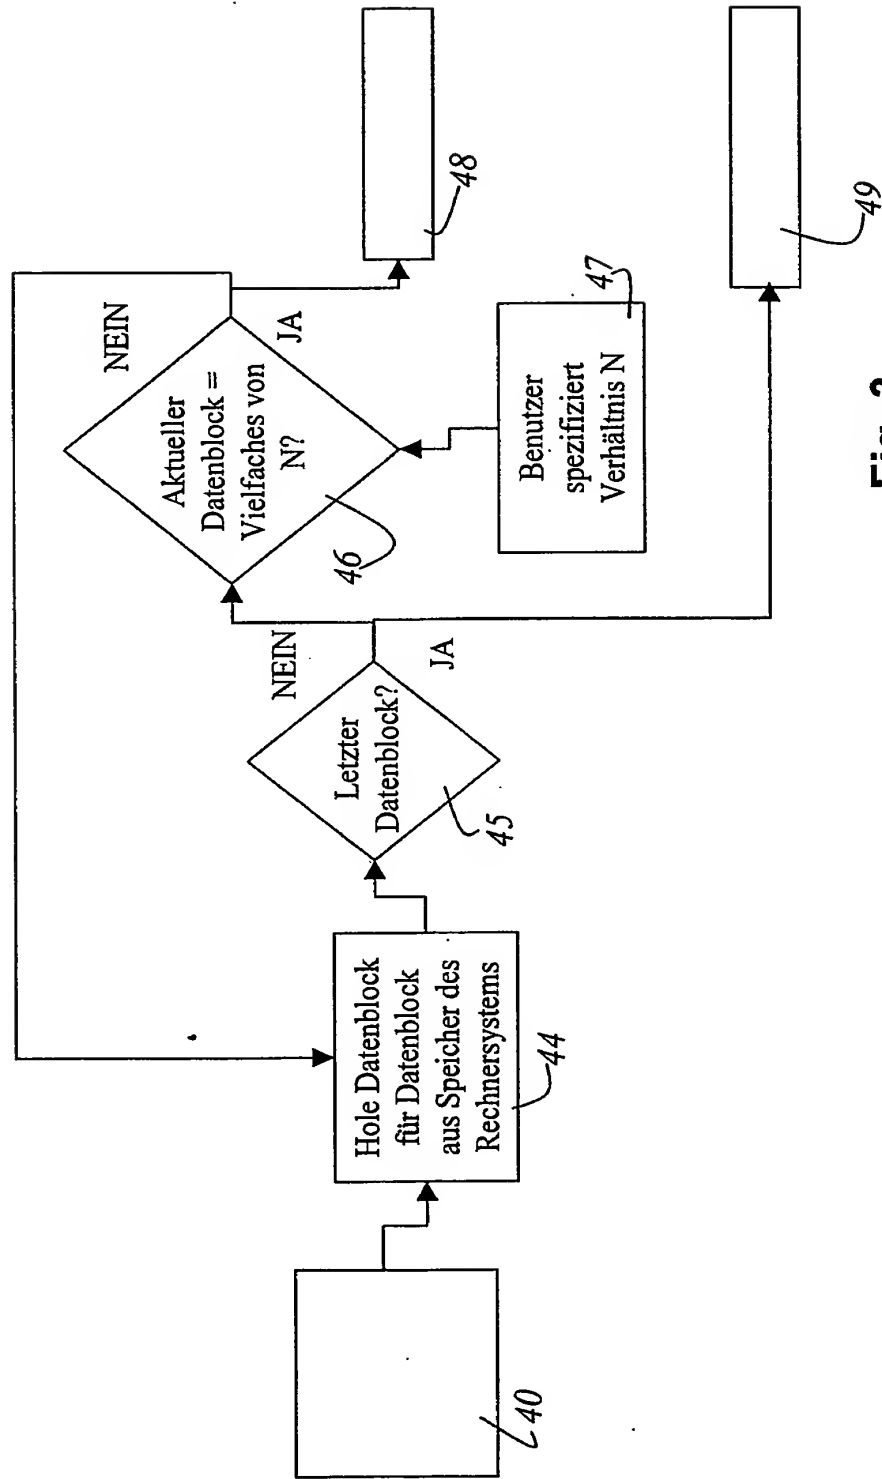 40
Hole Datenblock
für Datenblock
aus Speicher des
Rechnersystems
44
Letzter
Datenblock?
45
NEIN
JA
Aktueller
Datenblock =
Vielfaches von
N?
46
NEIN
JA
Benutzer
spezifiziert
Verhältnis N
47
48
49
Fig.